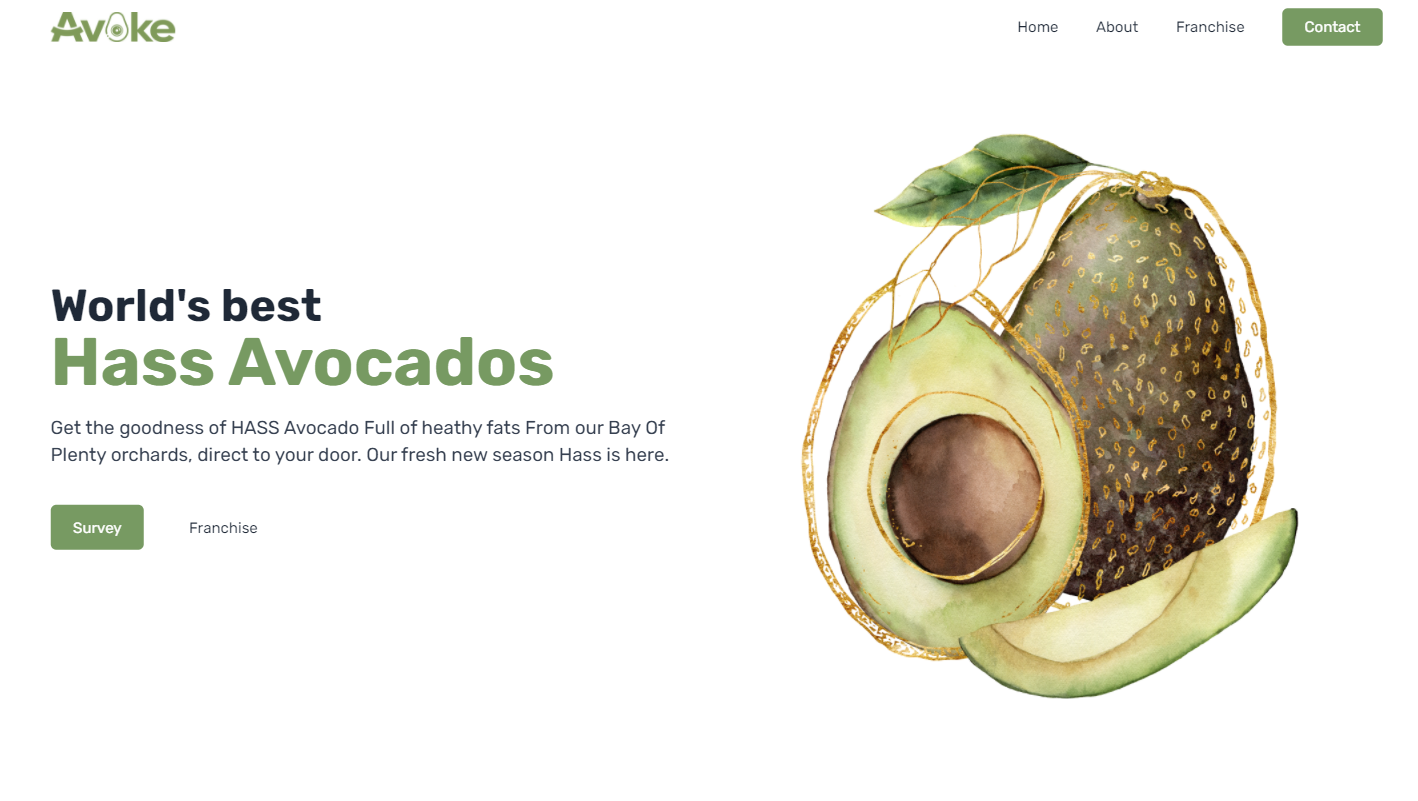 Avoke
Home
About
Franchise
Contact
World's best
Hass Avocados
Get the goodness of HASS Avocado Full of heathy fats From our Bay Of
Plenty orchards, direct to your door. Our fresh new season Hass is here.
Survey
Franchise